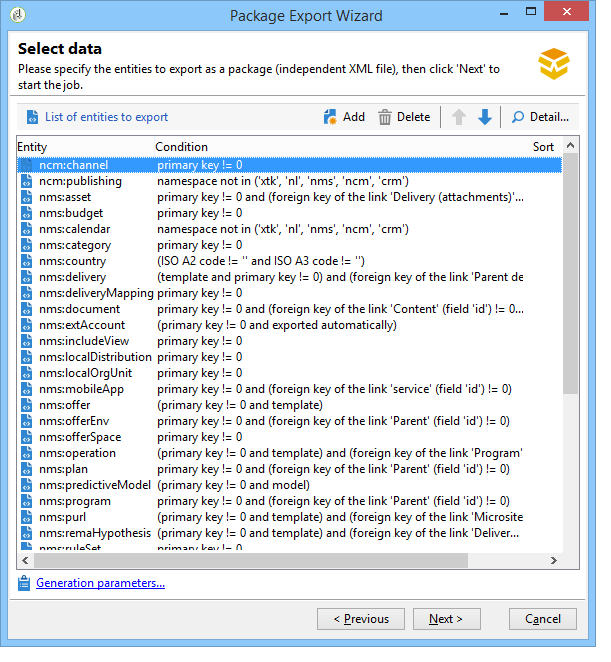 Package Export Wizard
Select data
Please specify the entities to export as a package (independent XML file), then click 'Next' to
start the job.
List of entities to export Add Delete Detail...
Entity Condition Sort
ncm:channel primary key != 0
ncm:publishing namespace not in ('xtk', 'nl', 'nms', 'ncm', 'crm')
nms:asset primary key != 0 and (foreign key of the link 'Delivery (attachments)'...
nms:budget primary key != 0
nms:calendar namespace not in ('xtk', 'nl', 'nms', 'ncm', 'crm')
nms:category primary key != 0
nms:country (ISO A2 code != '' and ISO A3 code != '')
nms:delivery (template and primary key != 0) and (foreign key of the link 'Parent de
nms:deliveryMapping primary key != 0
nms:document primary key != 0 and (foreign key of the link 'Content' (field 'id') != 0...
nms:extAccount (primary key != 0 and exported automatically)
nms:includeView primary key != 0
nms:localDistribution primary key != 0
nms:localOrgUnit primary key != 0
nms:mobileApp primary key != 0 and (foreign key of the link 'service' (field 'id') != 0)
nms:offer (primary key != 0 and template)
nms:offerEnv primary key != 0 and (foreign key of the link 'Parent' (field 'id') != 0)
nms:offerSpace primary key != 0
nms:operation (primary key != 0 and template) and (foreign key of the link 'Program'
nms:plan primary key != 0 and (foreign key of the link 'Parent' (field 'id') != 0)
nms:predictiveModel (primary key != 0 and model)
nms:program primary key != 0 and (foreign key of the link 'Parent' (field 'id') != 0)
nms:purl (primary key != 0 and template) and (foreign key of the link 'Microsite
nms:remaHypothesis (primary key != 0 and template) and (foreign key of the link 'Deliver...
nms:ruleSet primary key != 0
Generation parameters...
< Previous Next > Cancel